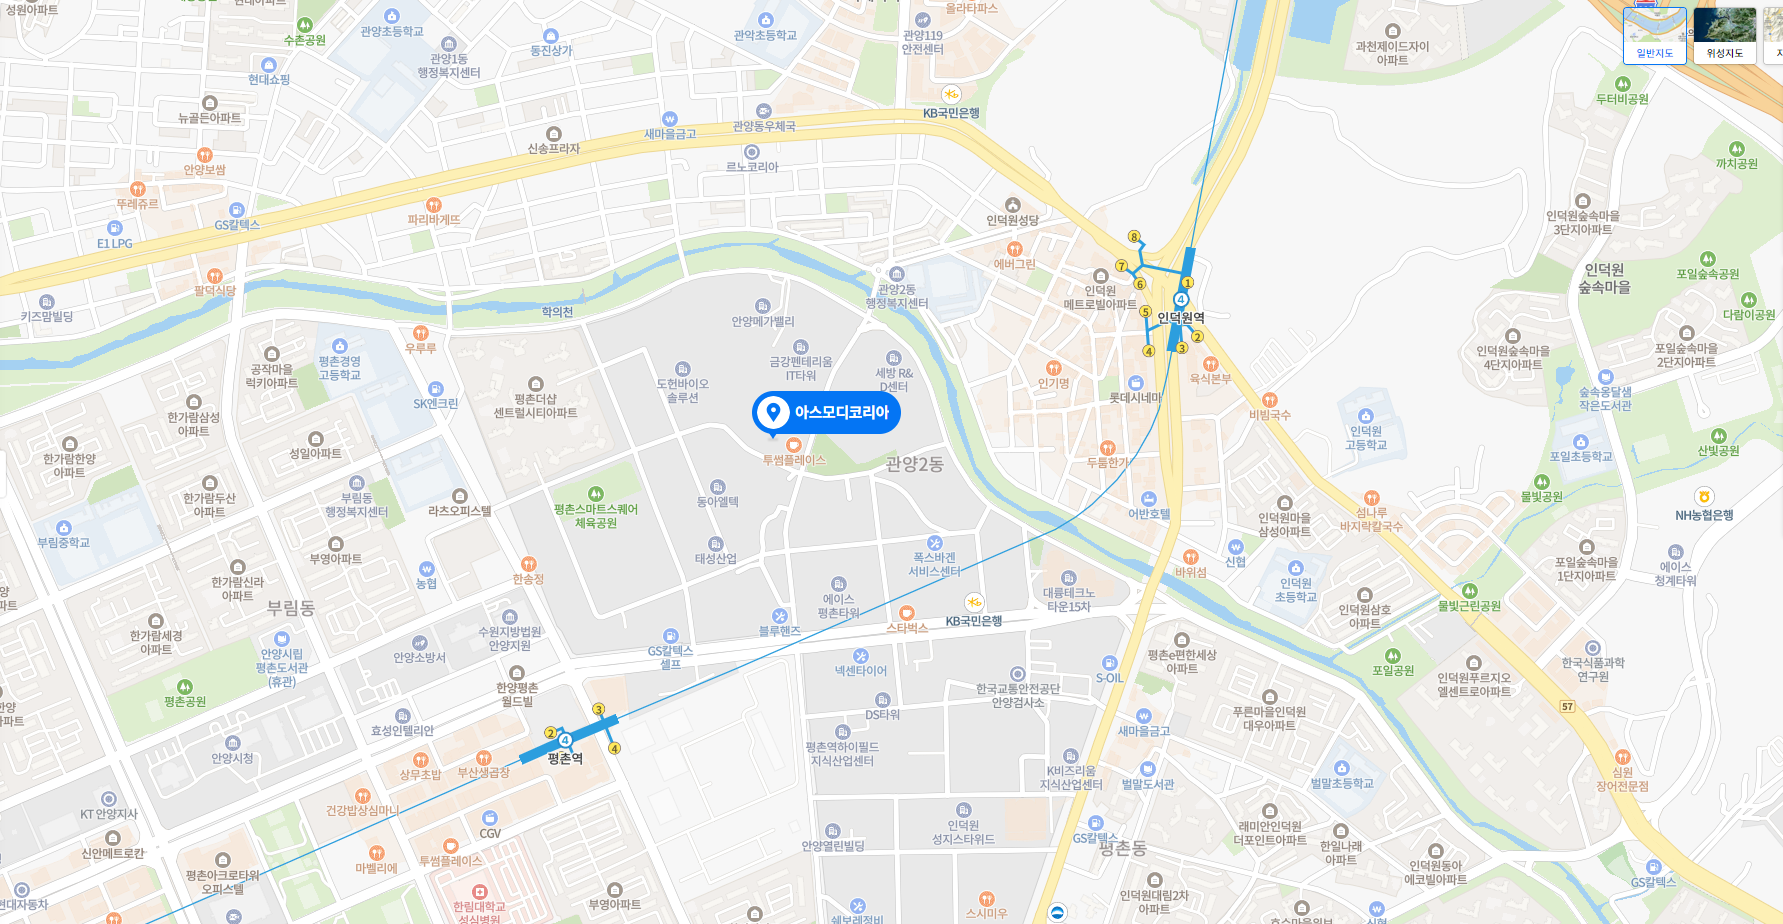 성원아파트
현대아파트
수촌공원
관양초등학교
동진상가
관양1동
행정복지센터
관악초등학교
올리타파스
관양119
안전센터
과천제이드자이
아파트
일반지도
위성지도
현대쇼핑
뉴골든아파트
신송프라자
새마을금고
관양동우체국
KB국민은행
두터비공원
까치공원
안양보쌈
르노코리아
뚜레쥬르
GS칼텍스
E1 LPG
파리바게뜨
인덕원성당
인덕원숲속마을
3단지아파트
에버그린
8
7
6
1
5
4
인덕원역
4
3
2
인덕원
메트로빌아파트
인덕원
숲속마을
포일숲속공원
다람이공원
팔덕식당
키즈맘빌딩
학의천
관양2동
행정복지센터
안양메가밸리
우루루
평촌경영
고등학교
공작마을
럭키아파트
금강펜테리움
IT타워
세방 R&
D센터
도헌바이오
솔루션
아스모디코리아
투썸플레이스
관양2동
인기명
롯데시네마
육식본부
비빔국수
인덕원숲속마을
4단지아파트
포일숲속마을
2단지아파트
숲속옹달샘
작은도서관
SK엔크린
평촌더샵
센트럴시티아파트
한가람삼성
아파트
한가람한양
아파트
성일아파트
두툼한가
인덕원
고등학교
포일초등학교
산빛공원
물빛공원
NH농협은행
한가람두산
아파트
부림동
행정복지센터
라츠오피스텔
평촌스마트스퀘어
체육공원
동아엘텍
어반호텔
인덕원마을
삼성아파트
섬나루
바지락칼국수
부림중학교
부영아파트
한가람신라
아파트
농협
한송정
태성산업
폭스바겐
서비스센터
바위섬
신협
인덕원
초등학교
포일숲속마을
1단지아파트
에이스
청계타워
부림동
한가람세경
아파트
에이스
평촌타워
대륭테크노
타운15차
인덕원삼호
아파트
물빛근린공원
수원지방법원
안양지원
블루핸즈
스타벅스
KB국민은행
안양시립
평촌도서관
(휴관)
안양소방서
GS칼텍스
셀프
넥센타이어
한국교통안전공단
안양검사소
S-OIL
평촌e편한세상
아파트
포일공원
한국식품과학
연구원
평촌공원
한양평촌
월드빌
인덕원푸르지오
엘센트로아파트
57
효성인텔리안
안양시청
3
2
4
4
평촌역
DS타워
평촌역하이필드
지식산업센터
새마을금고
푸른마을인덕원
대우아파트
상무초밥
부산생곱창
K비즈리움
지식산업센터
벌말도서관
벌말초등학교
심원
장어전문점
KT 안양지사
건강밥상심마니
CGV
신안메트로칸
마벨리에
투썸플레이스
안양열린빌딩
인덕원
성지스타위드
GS칼텍스
평촌동
래미안인덕원
더포인트아파트
한일나래
아파트
인덕원동아
에코빌아파트
GS칼텍스
평촌아크로타워
오피스텔
현대자동차
한림대학교
성심병원
부영아파트
쉐보레정비
스시미우
인덕원대림2차
아파트
신협